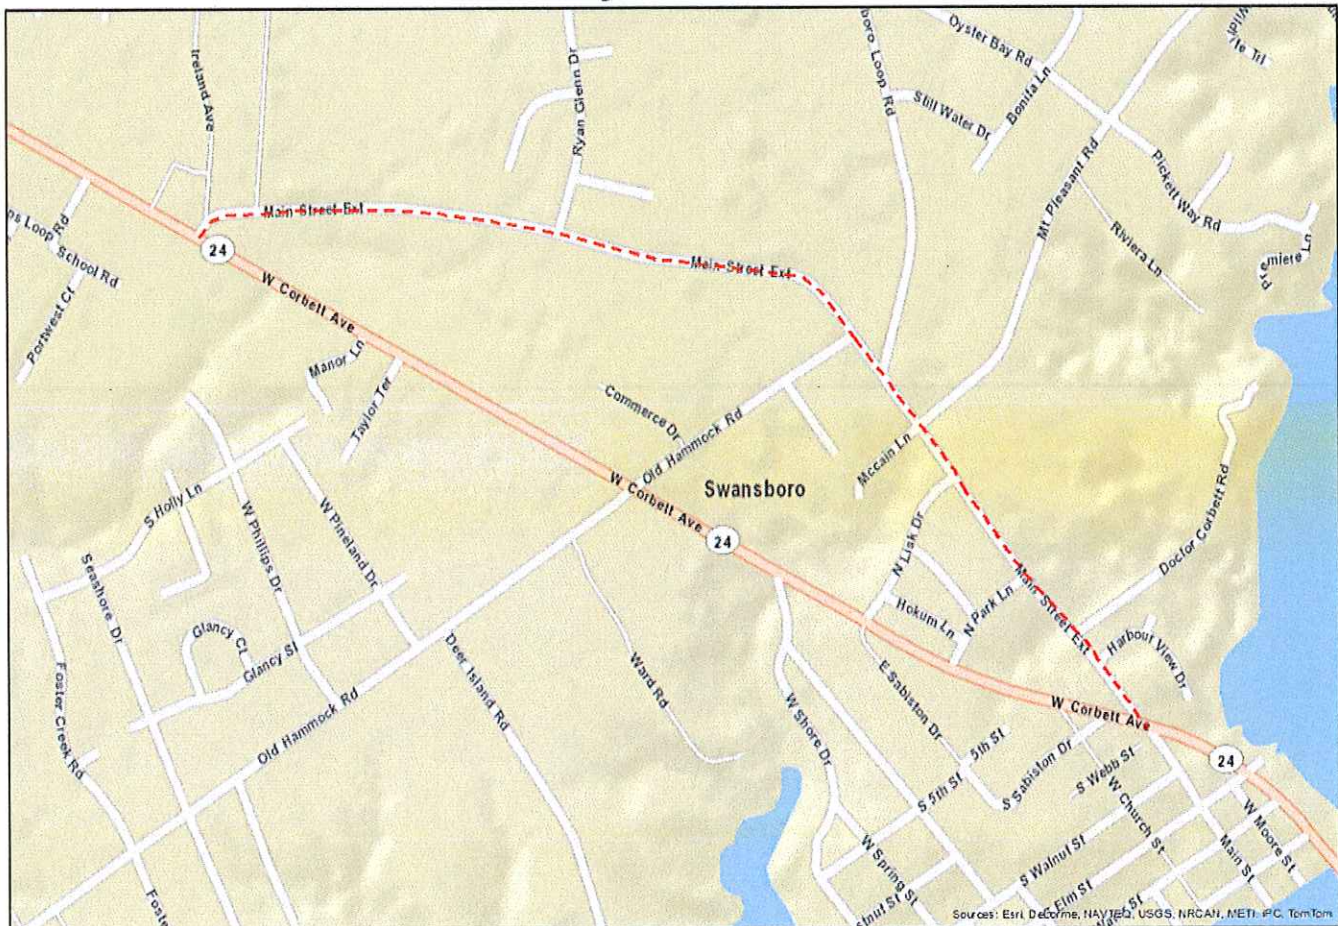 Oyster Bay Rd
Ireland Ave
Ryan Glenn Dr
boro Loop Rd
Still Water Dr
Bonita Ln
Mt. Pleasant Rd
Pickett Way Rd
Riviera Ln
Main Street Ext
Rd
Loop School Rd
24
Main Street Ext
W Corbett Ave
Portwest Ct
Manor Ln
Taylor Ter
Commerce Dr
Old Hammock Rd
Mccain Ln
W Corbett Ave
Swansboro
S Holly Ln
24
W Phillips Dr
W Pineland Dr
Seashore Dr
N Lisk Dr
Doctor Corbett Rd
Hokum Ln
N Park Ln
Main Street Ext
Glancy Ct
Glancy St
Harbour View Dr
Foster Creek Rd
Deer Island Rd
Ward Rd
E Sabiston Dr
W Shore Dr
W Corbett Ave
Old Hammock Rd
24
S 5th St
5th St
S Sabiston Dr
S Webb St
W Church St
W Moore St
Main St
S Walnut St
W Spring St
Elm St
Sources: Esri, DeLorme, NAVTEQ, USGS, NRCAN, METI, iPC, TomTom